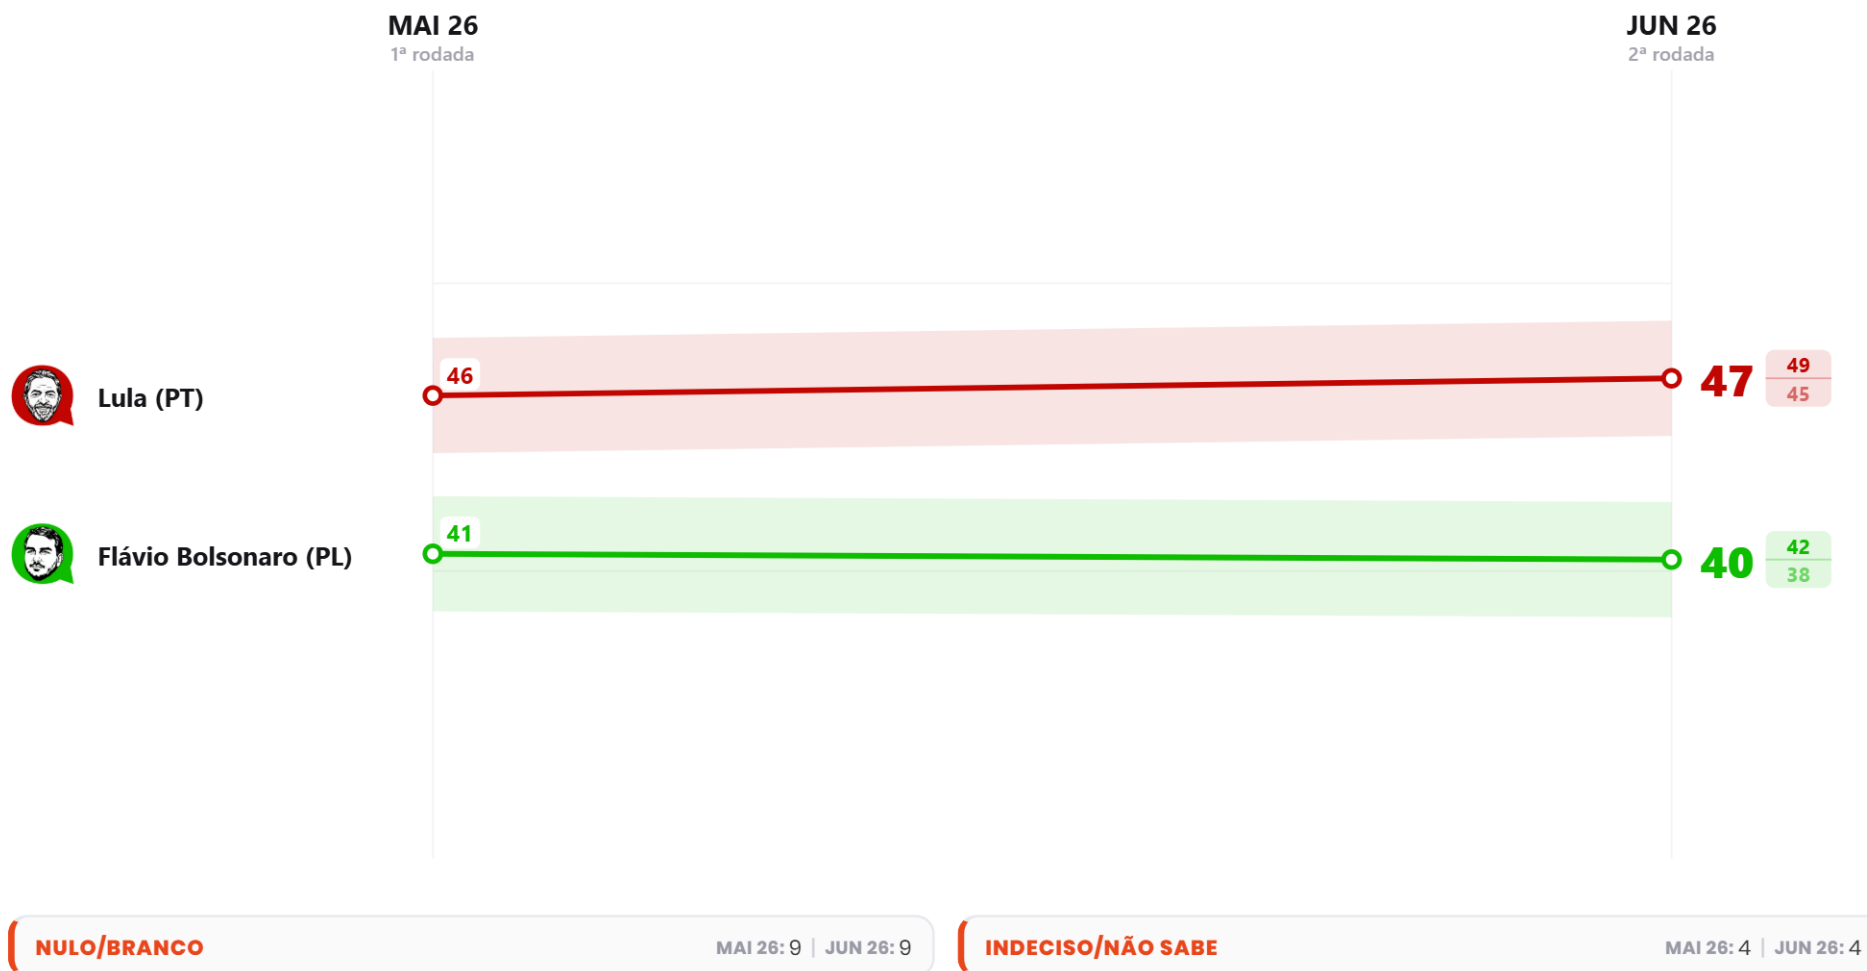 MAI 26
1ª rodada
JUN 26
2ª rodada
Lula (PT)
46
47
49
45
Flávio Bolsonaro (PL)
41
40
42
38
NULO/BRANCO
MAI 26: 9 | JUN 26: 9
INDECISO/NÃO SABE
MAI 26: 4 | JUN 26: 4